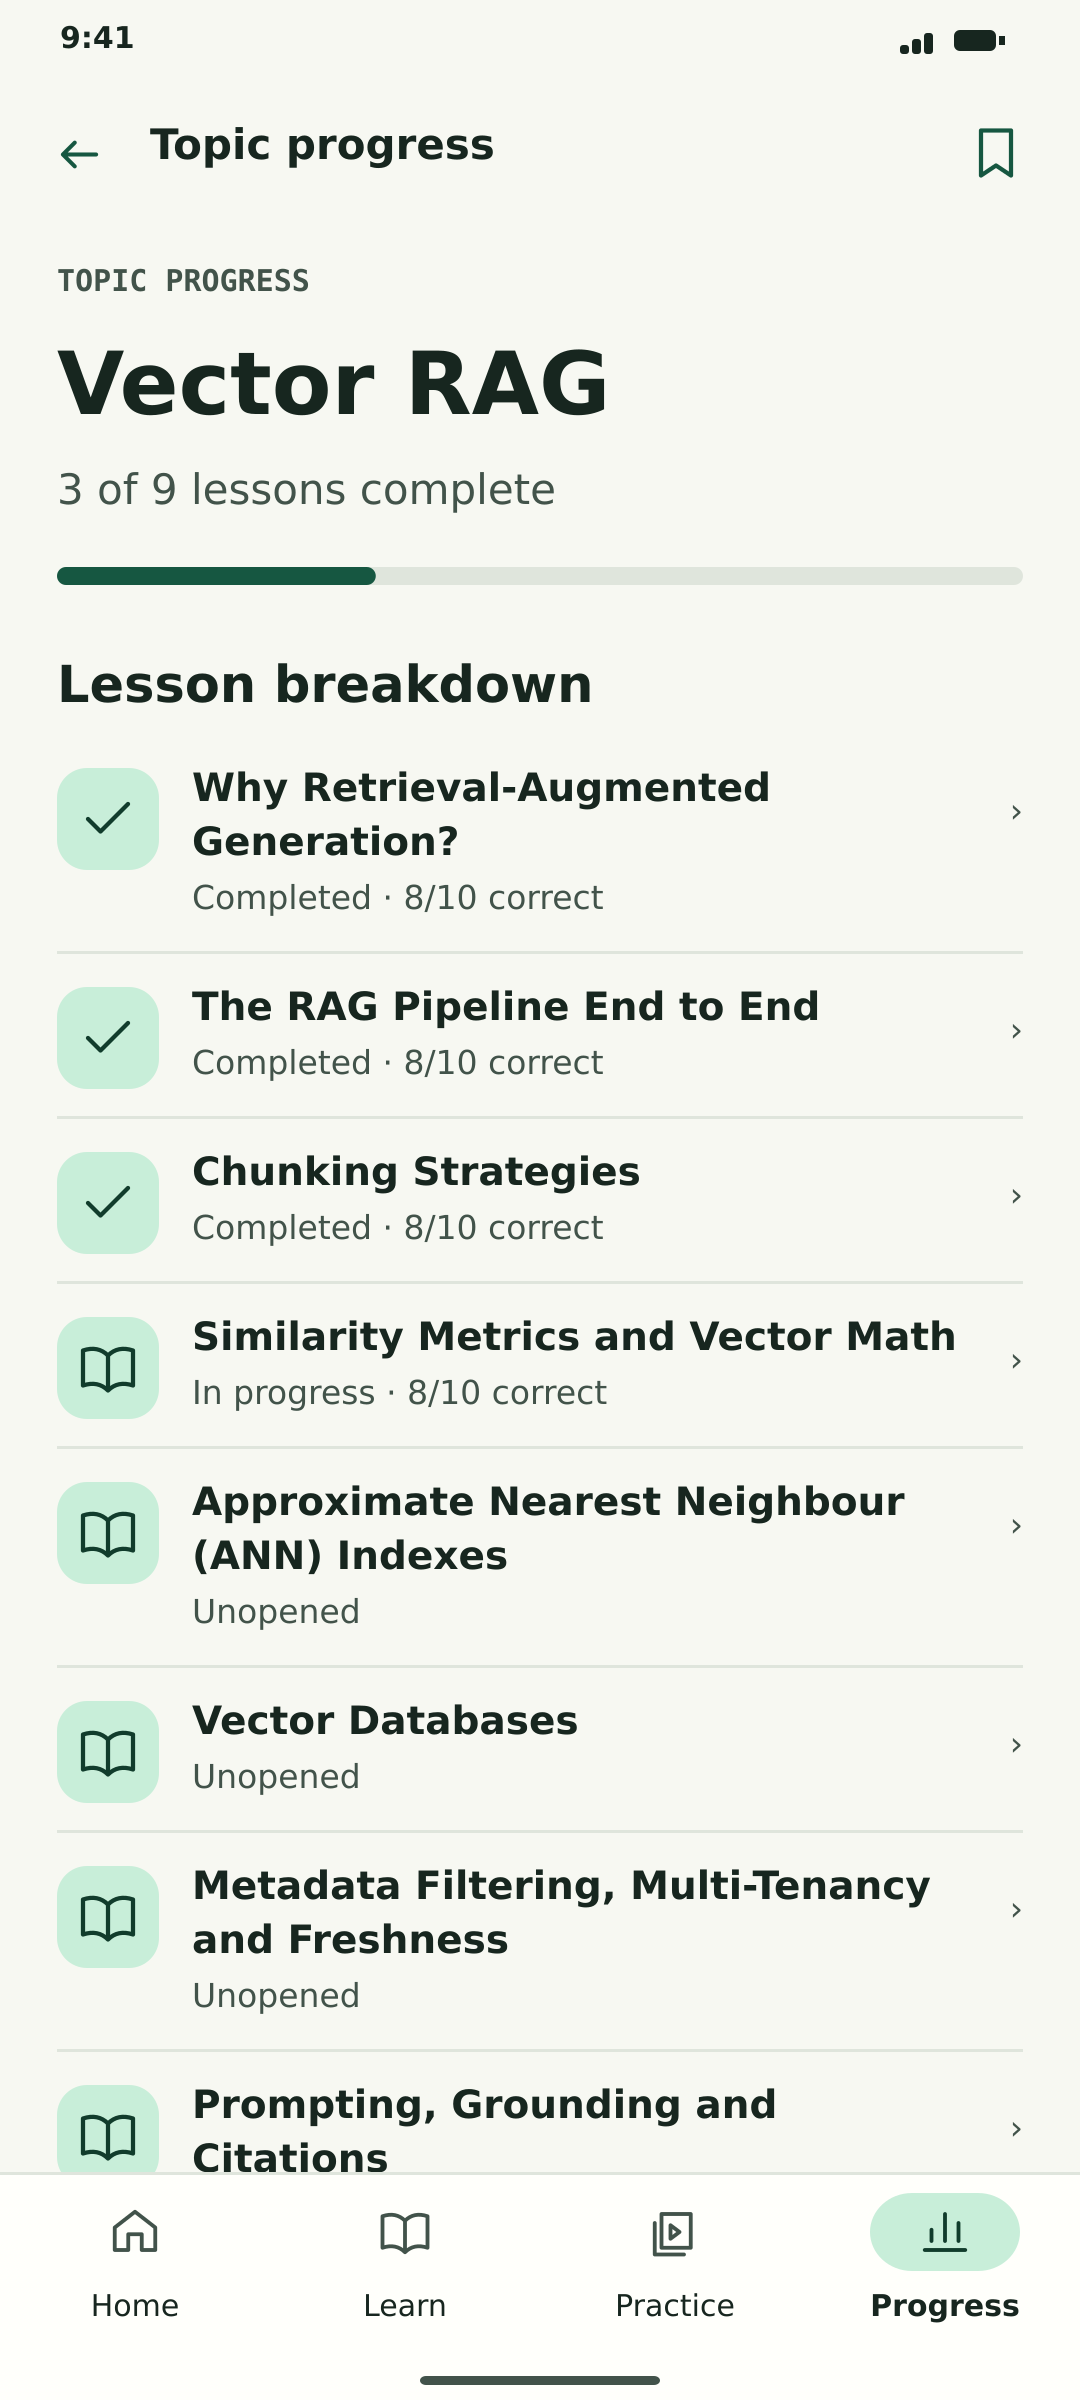 9:41
Topic progress
TOPIC PROGRESS
Vector RAG
3 of 9 lessons complete
Lesson breakdown
Why Retrieval-Augmented
Generation?
Completed · 8/10 correct
The RAG Pipeline End to End
Completed · 8/10 correct
Chunking Strategies
Completed · 8/10 correct
Similarity Metrics and Vector Math
In progress · 8/10 correct
Approximate Nearest Neighbour
(ANN) Indexes
Unopened
Vector Databases
Unopened
Metadata Filtering, Multi-Tenancy
and Freshness
Unopened
Prompting, Grounding and
Citations
Home
Learn
Practice
Progress